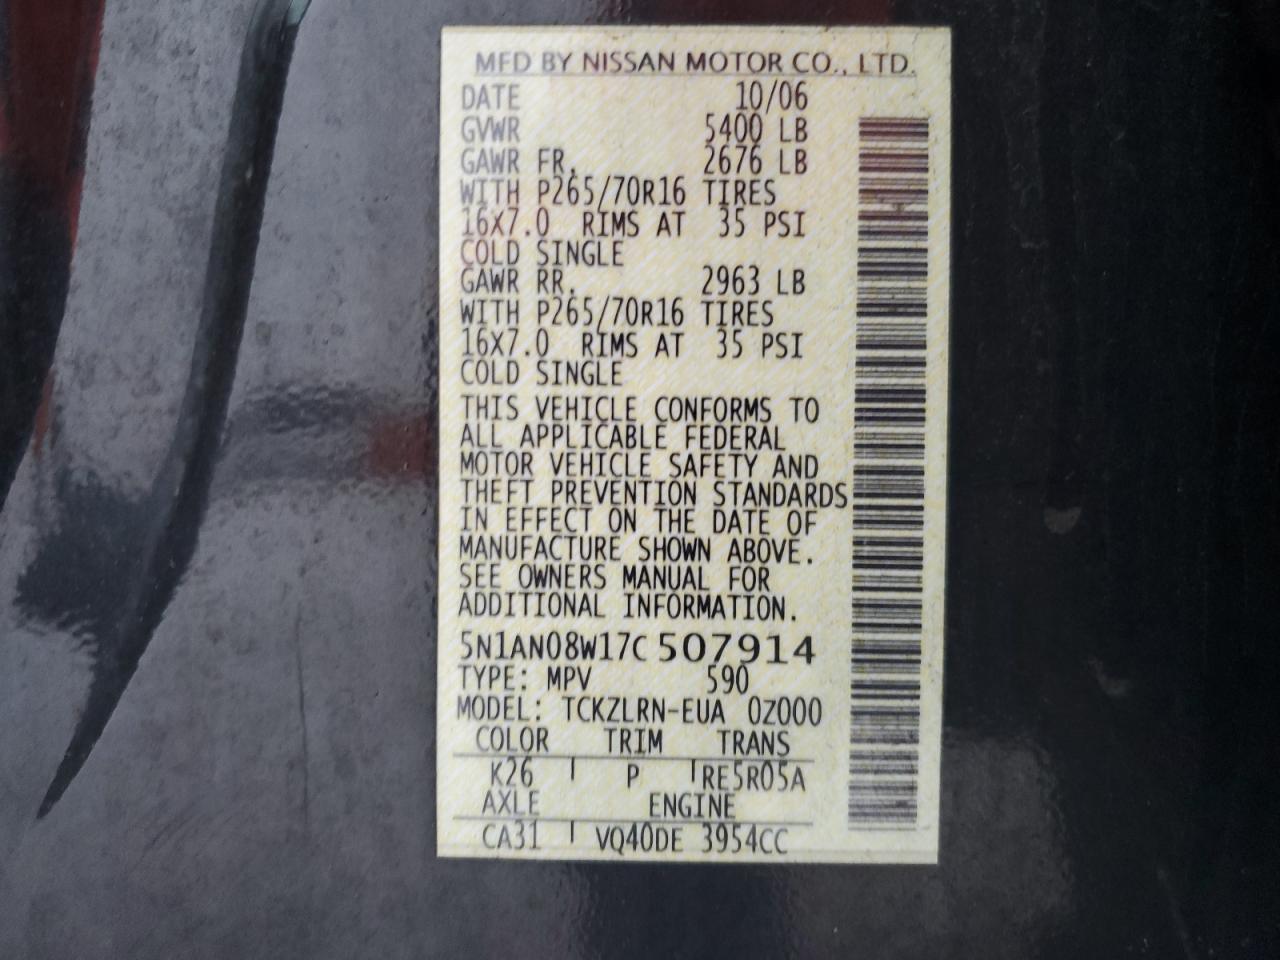 MFD BY NISSAN MOTOR CO., LTD.
DATE 10/06
GVWR 5400 LB
GAWR FR. 2676 LB
WITH P265/70R16 TIRES
16X7.0 RIMS AT 35 PSI
COLD SINGLE
GAWR RR. 2963 LB
WITH P265/70R16 TIRES
16X7.0 RIMS AT 35 PSI
COLD SINGLE
THIS VEHICLE CONFORMS TO
ALL APPLICABLE FEDERAL
MOTOR VEHICLE SAFETY AND
THEFT PREVENTION STANDARDS
IN EFFECT ON THE DATE OF
MANUFACTURE SHOWN ABOVE.
SEE OWNERS MANUAL FOR
ADDITIONAL INFORMATION.
5N1AN08W17C507914
TYPE: MPV 590
MODEL: TCKZLRN-EUA 0Z000
COLOR TRIM TRANS
K26 P RE5R05A
AXLE ENGINE
CA31 VQ40DE 3954CC